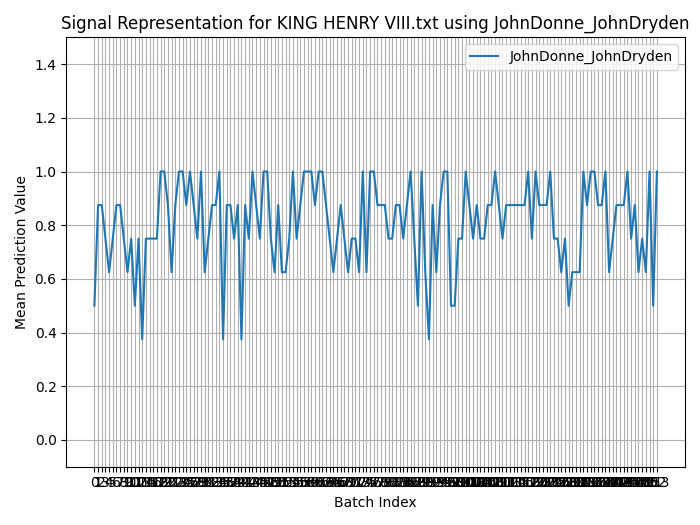 Signal Representation for KING HENRY VIII.txt using JohnDonne_JohnDryden
JohnDonne_JohnDryden
1.4
1.2
1.0
0.8
0.6
0.4
0.2
0.0
Mean Prediction Value
Batch Index